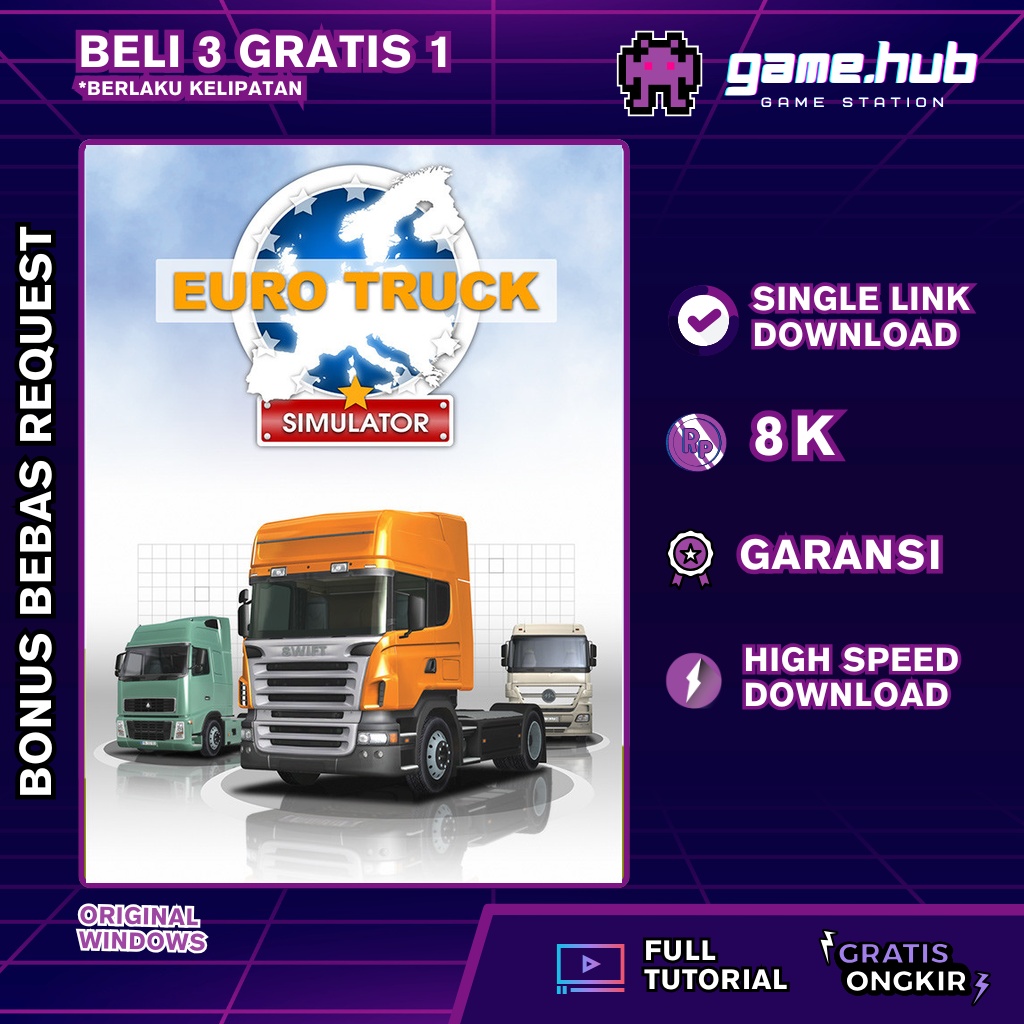 BELI 3 GRATIS 1
*BERLAKU KELIPATAN
game.hub
GAME STATION
BONUS BEBAS REQUEST
EURO TRUCK
SIMULATOR
SWIFT
SINGLE LINK
DOWNLOAD
Rp
8K
GARANSI
HIGH SPEED
DOWNLOAD
ORIGINAL
WINDOWS
FULL
TUTORIAL
GRATIS
ONGKIR